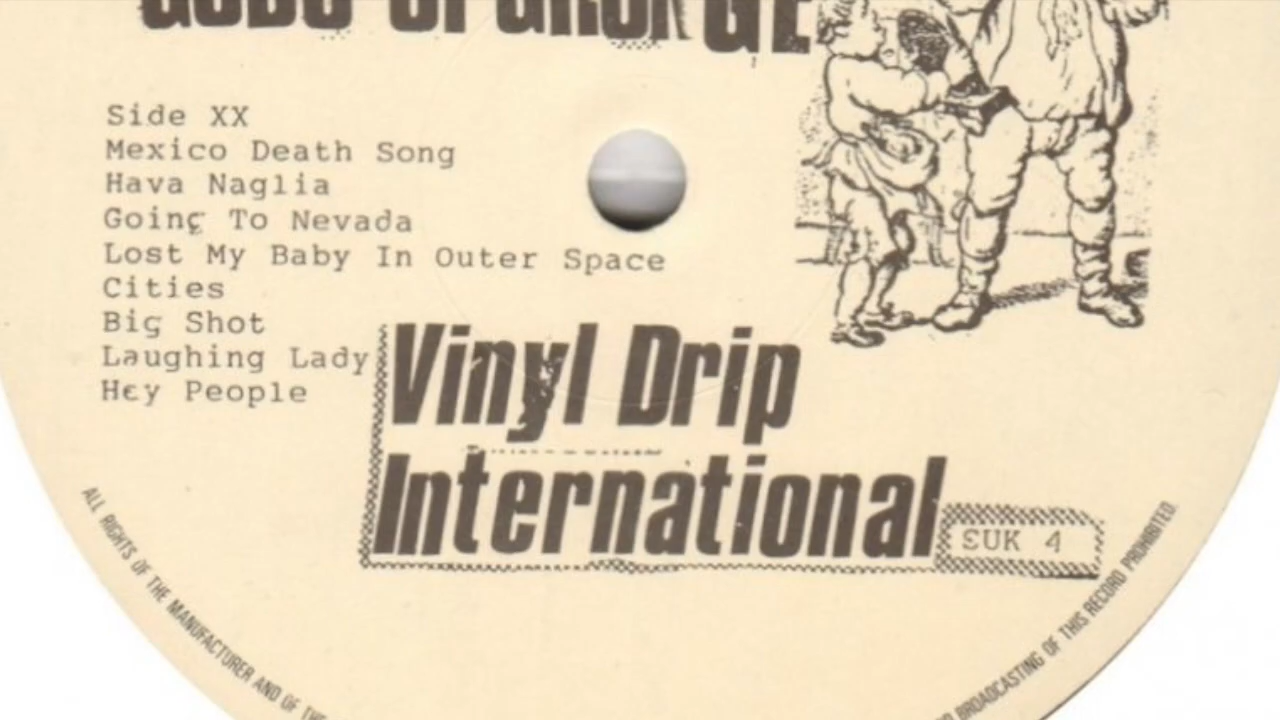 Side XX
Mexico Death Song
Hava Naglia
Going To Nevada
Lost My Baby In Outer Space
Cities
Big Shot
Laughing Lady
Hey People
Vinyl Drip
International
SUK 4
ALL RIGHTS OF THE MANUFACTURER AND OF THE
BROADCASTING OF THIS RECORD PROHIBITED.